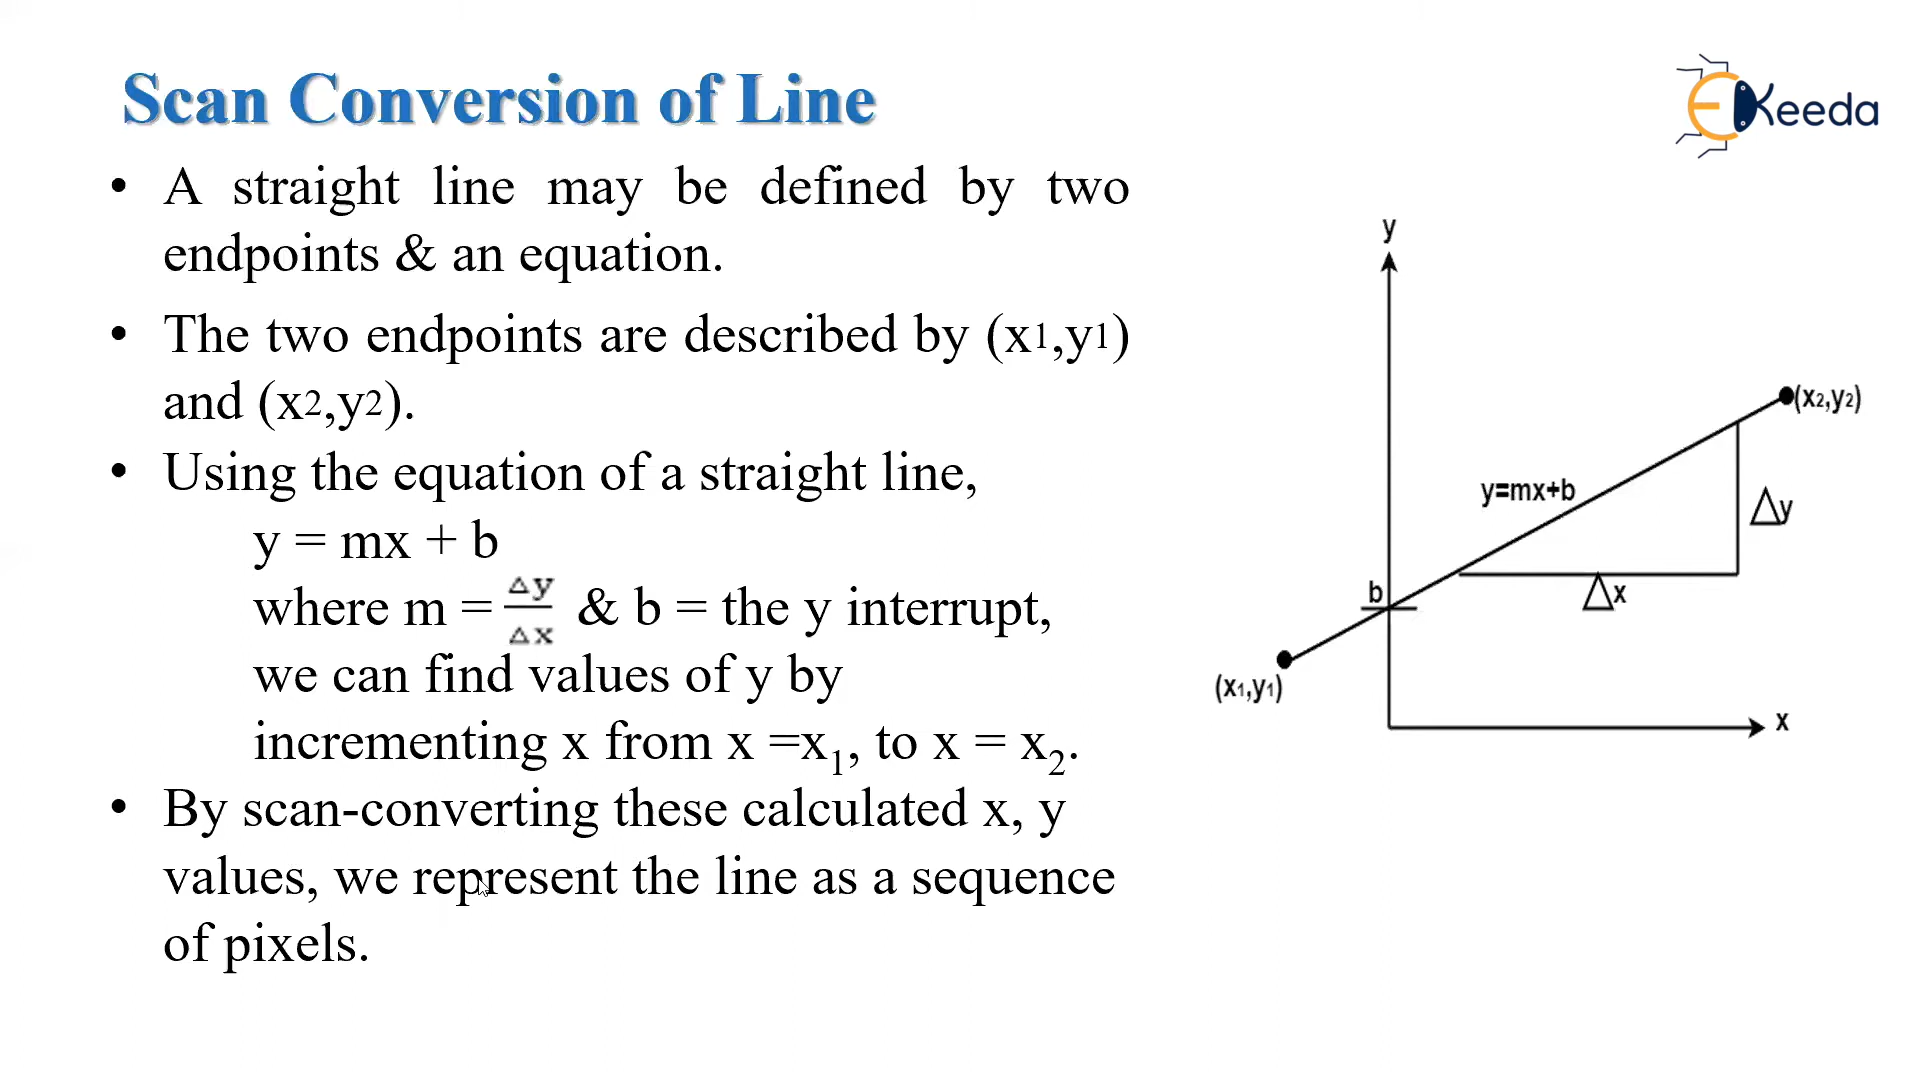 Scan Conversion of Line
EKeeda
• A straight line may be defined by two
endpoints & an equation.
• The two endpoints are described by (x1,y1)
and (x2,y2).
• Using the equation of a straight line,
y = mx + b
where m = Δy/Δx & b = the y interrupt,
we can find values of y by
incrementing x from x =x₁, to x = x₂.
• By scan-converting these calculated x, y
values, we represent the line as a sequence
of pixels.
y
(x2,y2)
y=mx+b
Δy
b
Δx
(x1,y1)
x